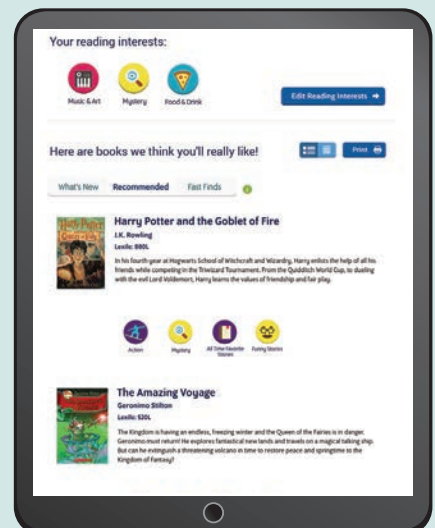 Your reading interests:
Music & Art
Mystery
Food & Drink
Edit Reading Interests
Here are books we think you'll really like!
Print
What's New Recommended Fast Finds
Harry Potter and the Goblet of Fire
J.K. Rowling
Lexile: 880L
In his fourth year at Hogwarts School of Witchcraft and Wizardry, Harry enlists the help of all his
friends while competing in the Triwizard Tournament. From the Quidditch World Cup, to dueling
with the evil Lord Voldemort, Harry learns the values of friendship and fair play.
Action
Mystery
All Time Favorite
Stories
Funny Stories
The Amazing Voyage
Geronimo Stilton
Lexile: 520L
The Kingdom is having an endless, freezing winter and the Queen of the Fairies is in danger.
Geronimo must return! He explores fantastical new lands and travels on a magical talking ship.
But can he extinguish a threatening volcano in time to restore peace and springtime to the
Kingdom of Fantasy?